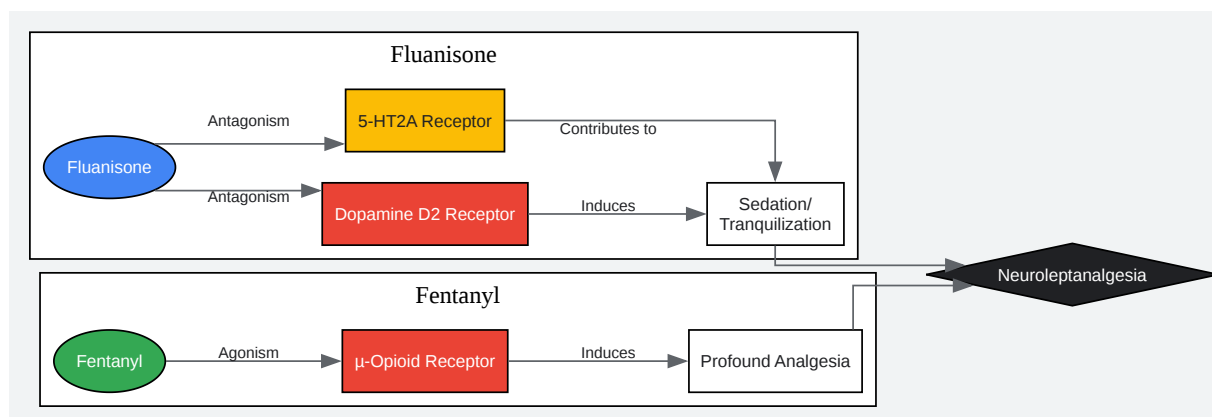 Fluanisone
Antagonism
5-HT2A Receptor
Contributes to
Fluanisone
Antagonism
Dopamine D2 Receptor
Induces
Sedation/
Tranquilization
Neuroleptanalgesia
Fentanyl
Fentanyl
Agonism
µ-Opioid Receptor
Induces
Profound Analgesia